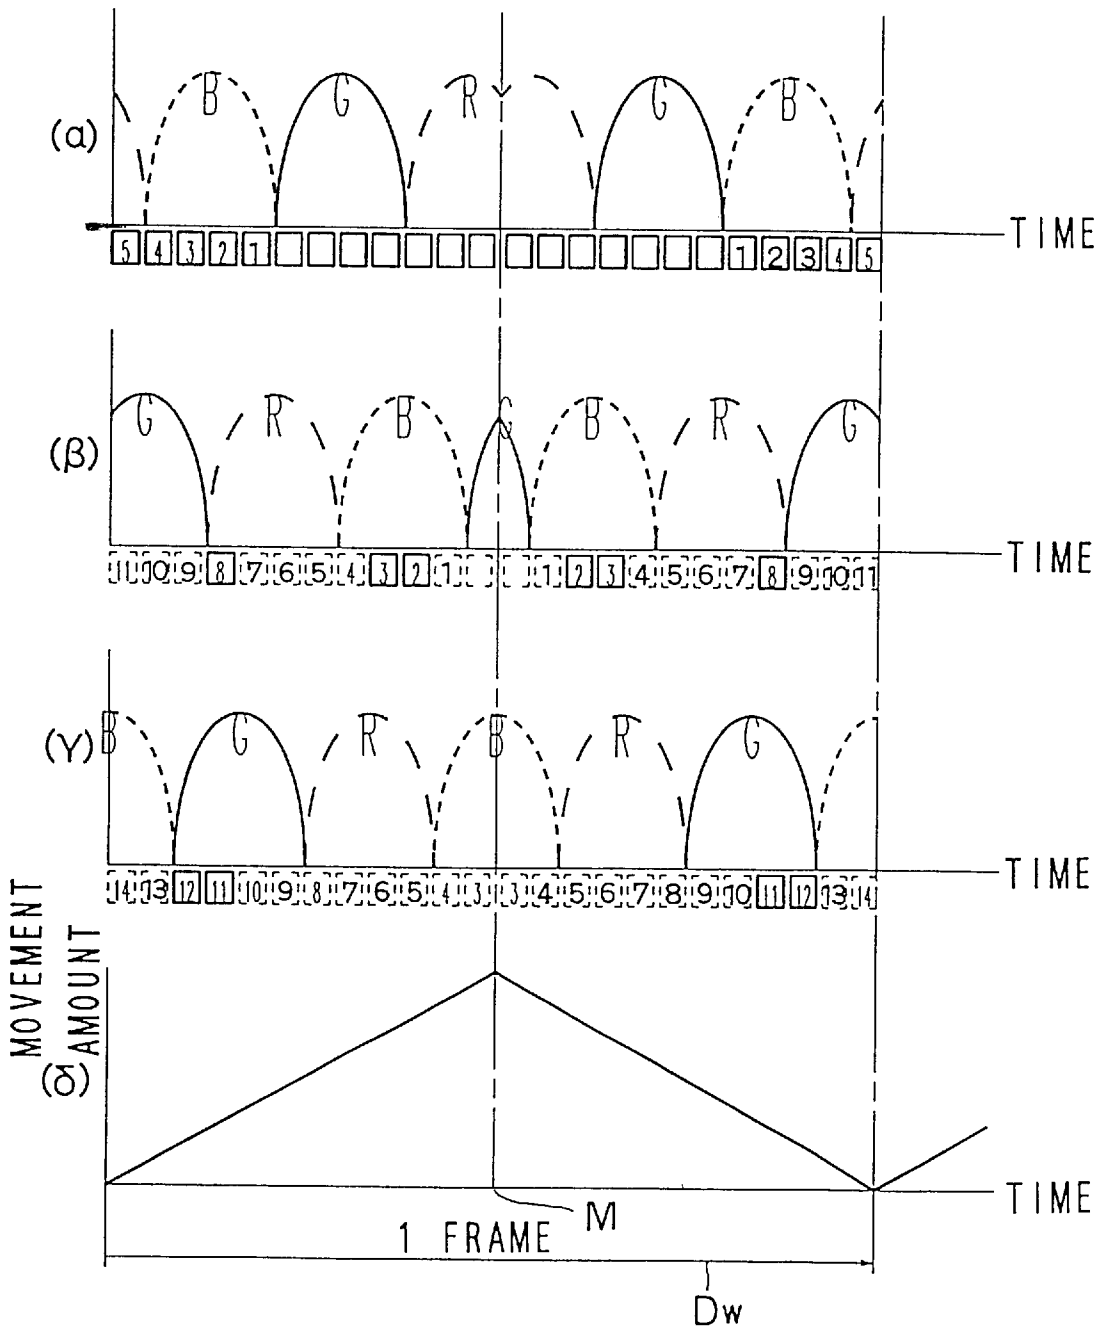 B G R G B
(α)
TIME
5 4 3 2 1 1 2 3 4 5
G R B G B R G
(β)
TIME
11 10 9 8 7 6 5 4 3 2 1 1 2 3 4 5 6 7 8 9 10 11
B G R B R G
(γ)
TIME
14 13 12 11 10 9 8 7 6 5 4 3 3 4 5 6 7 8 9 10 11 12 13 14
MOVEMENT
AMOUNT
(δ)
TIME
M
1 FRAME
Dw